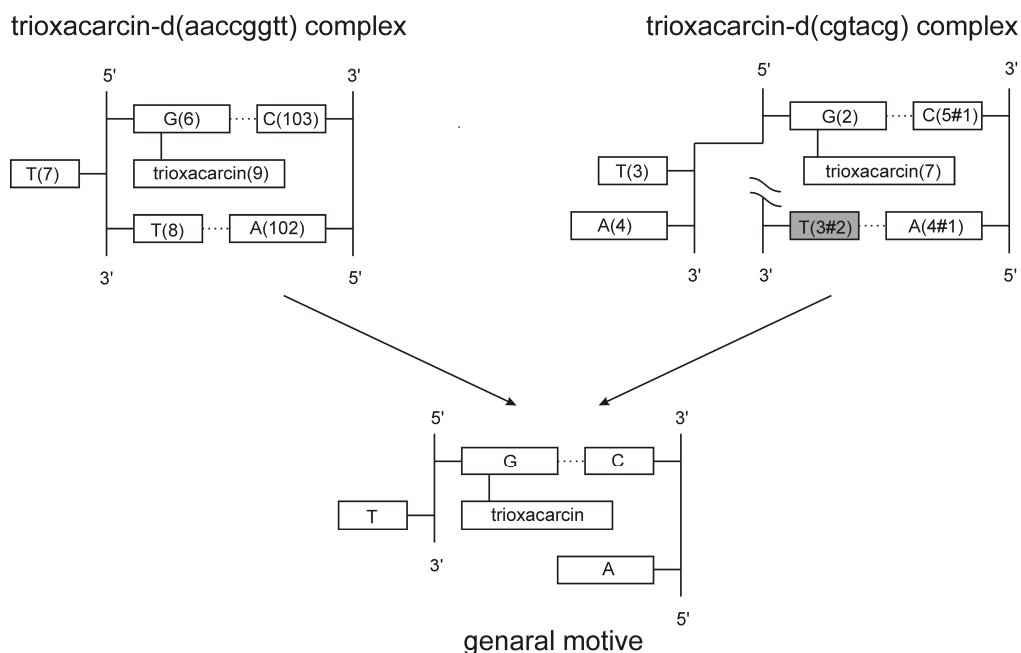 trioxacarcin-d(aaccggtt) complex
5' 3'
G(6) C(103)
T(7) trioxacarcin(9)
T(8) A(102)
3' 5'
trioxacarcin-d(cgtacg) complex
5' 3'
G(2) C(5#1)
T(3) trioxacarcin(7)
A(4) T(3#2) A(4#1)
3' 3' 5'
5' 3'
G C
T trioxacarcin
3' A
5'
genaral motive